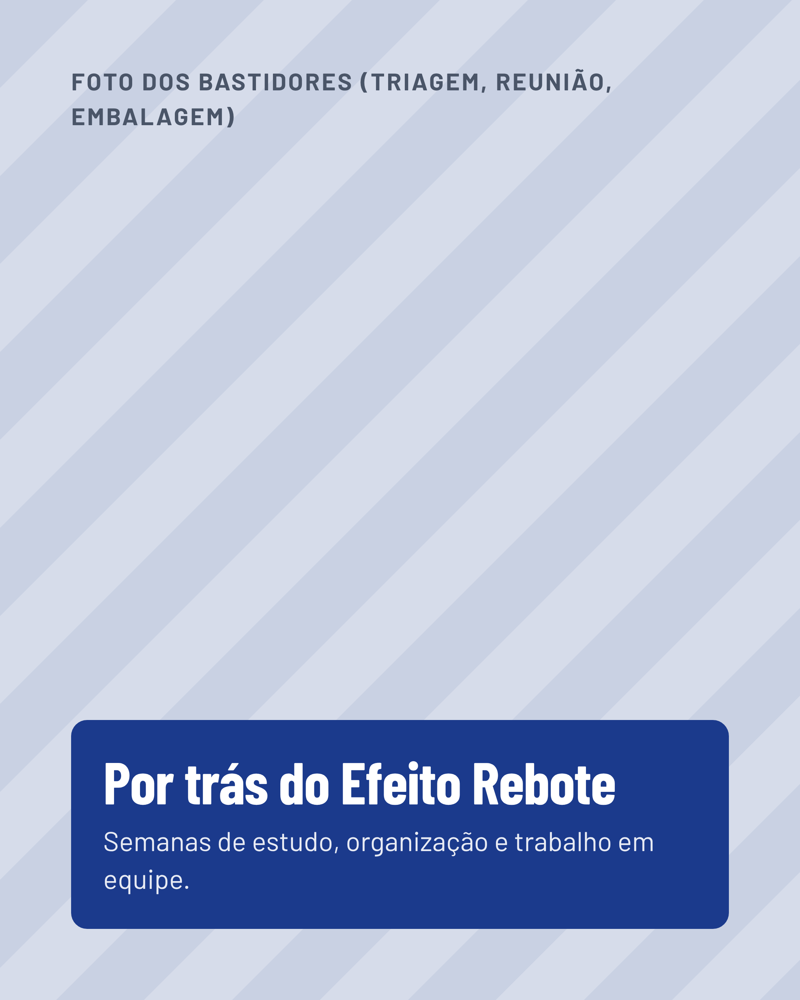 FOTO DOS BASTIDORES (TRIAGEM, REUNIÃO,
EMBALAGEM)
Por trás do Efeito Rebote
Semanas de estudo, organização e trabalho em
equipe.